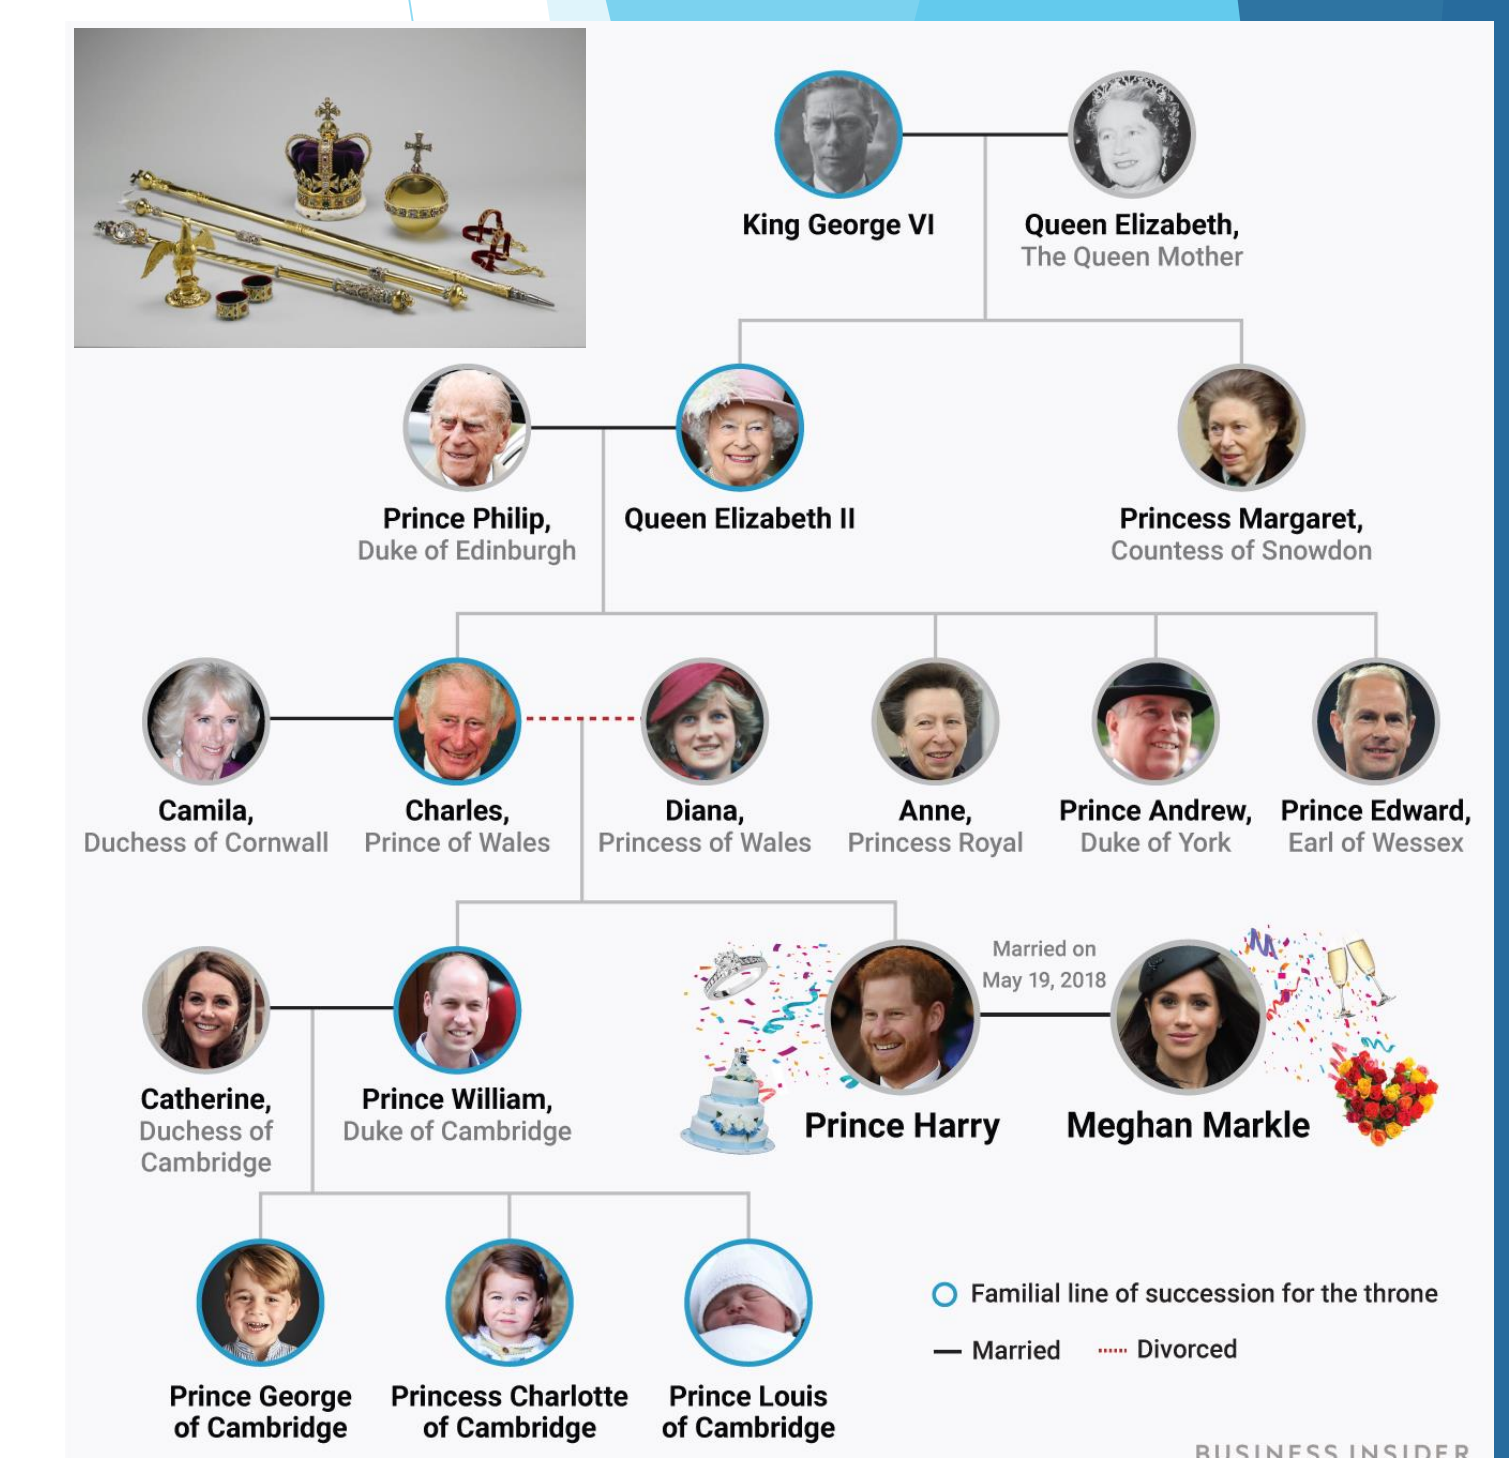 King George VI
Queen Elizabeth,
The Queen Mother
Prince Philip,
Duke of Edinburgh
Queen Elizabeth II
Princess Margaret,
Countess of Snowdon
Camila,
Duchess of Cornwall
Charles,
Prince of Wales
Diana,
Princess of Wales
Anne,
Princess Royal
Prince Andrew,
Duke of York
Prince Edward,
Earl of Wessex
Catherine,
Duchess of
Cambridge
Prince William,
Duke of Cambridge
Prince Harry
Married on
May 19, 2018
Meghan Markle
Prince George
of Cambridge
Princess Charlotte
of Cambridge
Prince Louis
of Cambridge
Familial line of succession for the throne
Married
Divorced
BUSINESS INSIDER